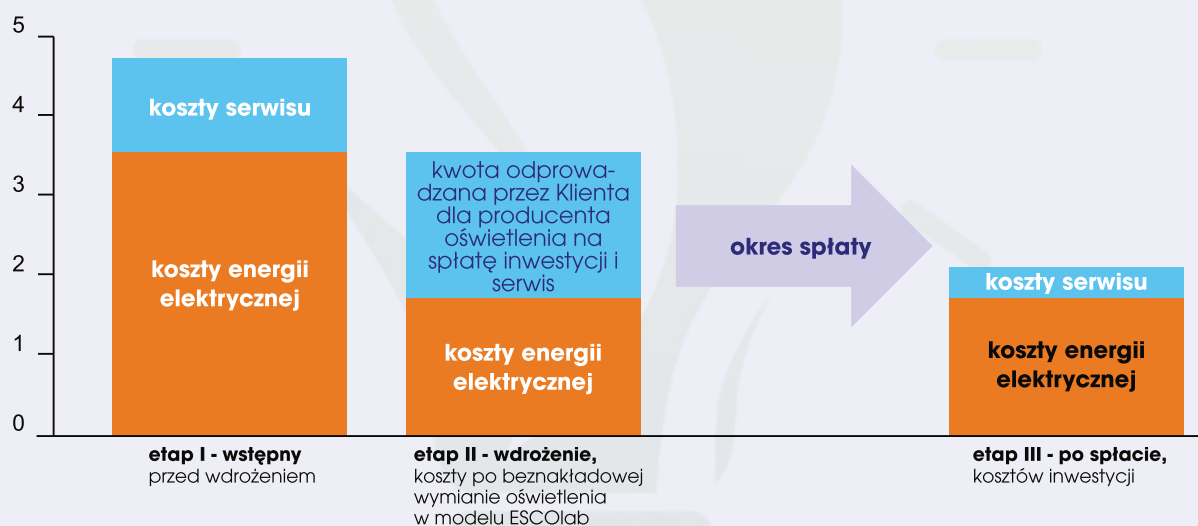 5
4
3
2
1
0
koszty serwisu
koszty energii
elektrycznej
kwota odprowa-
dzana przez Klienta
dla producenta
oświetlenia na
spłatę inwestycji i
serwis
koszty energii
elektrycznej
okres spłaty
koszty serwisu
koszty energii
elektrycznej
etap I - wstępny
przed wdrożeniem
etap II - wdrożenie,
koszty po beznakładowej
wymianie oświetlenia
w modelu ESCOlab
etap III - po spłacie,
kosztów inwestycji